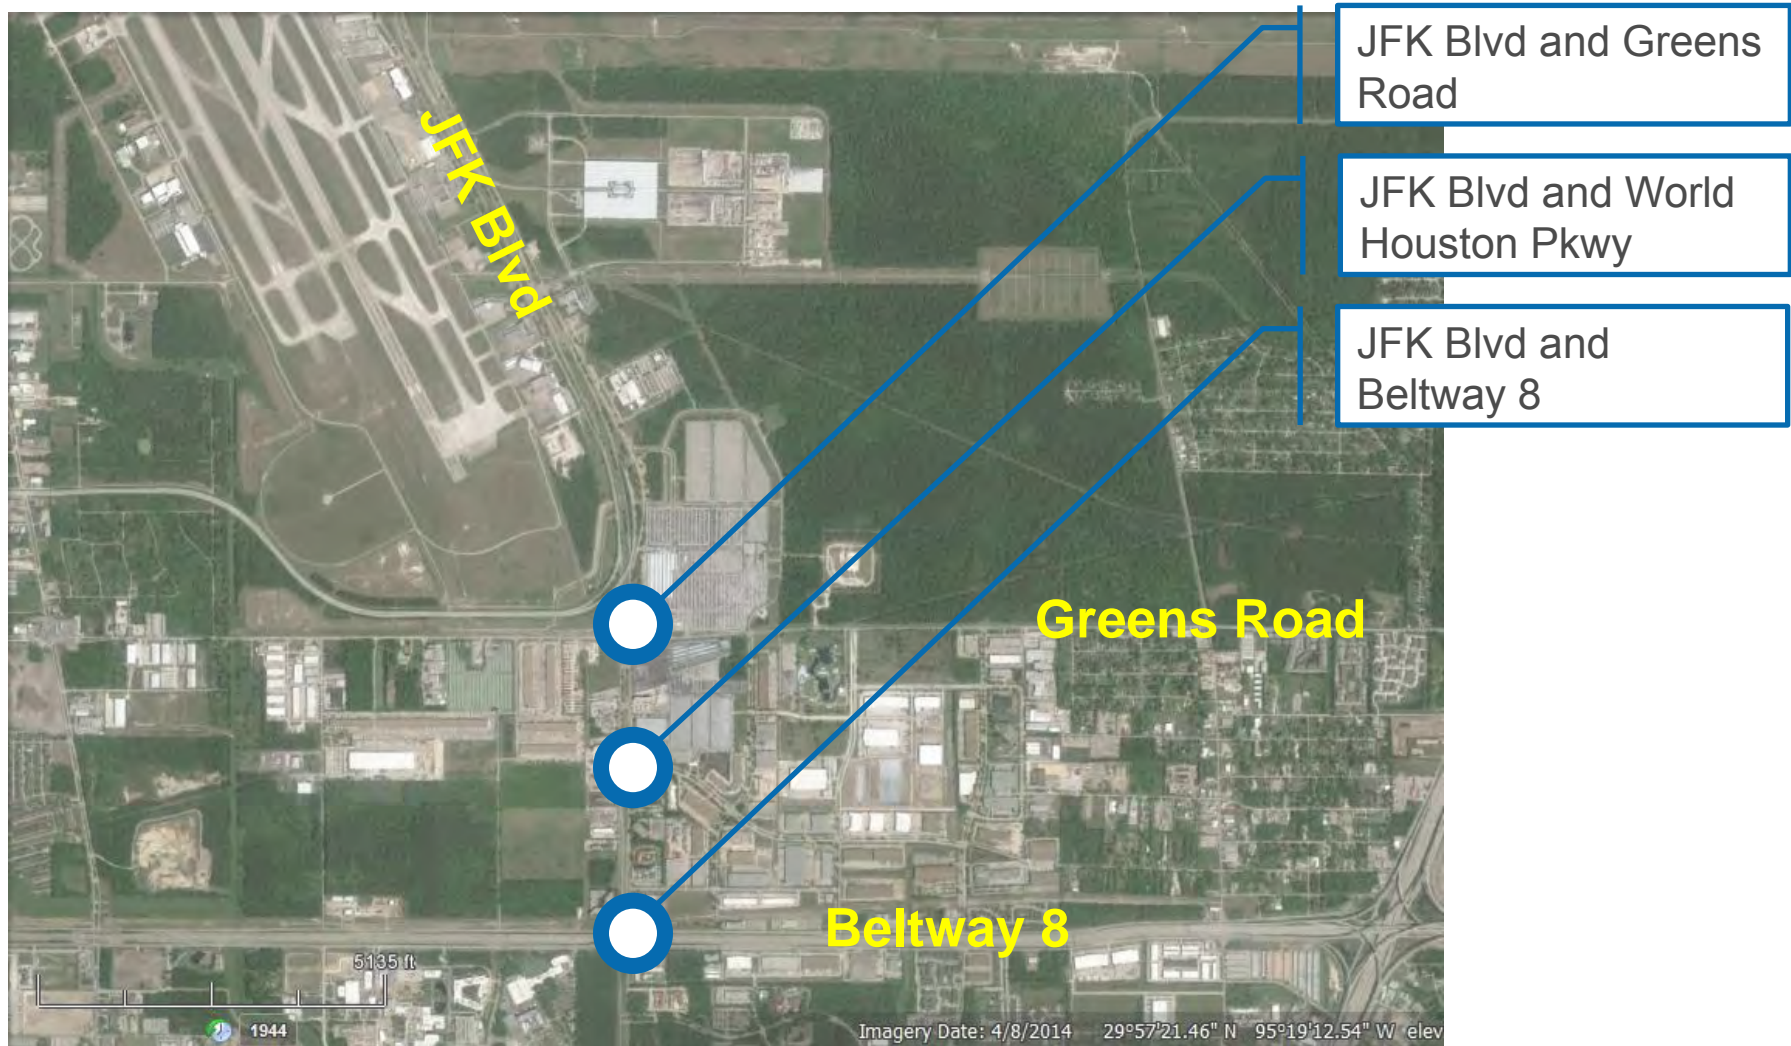 JFK Blvd and Greens
Road
JFK Blvd and World
Houston Pkwy
JFK Blvd and
Beltway 8
JFK Blvd
Greens Road
Beltway 8
5135 ft
1944
Imagery Date: 4/8/2014 29°57'21.46" N 95°19'12.54" W elev